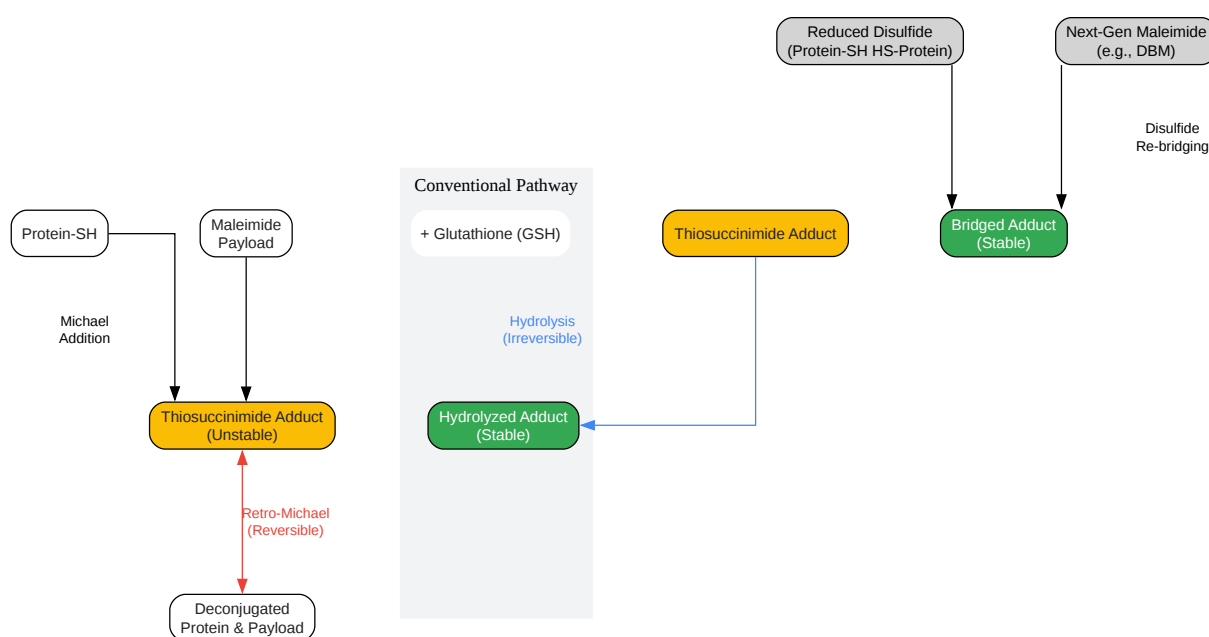 Reduced Disulfide
(Protein-SH HS-Protein)
Next-Gen Maleimide
(e.g., DBM)
Disulfide
Re-bridging
Conventional Pathway
Protein-SH
Maleimide
Payload
+ Glutathione (GSH)
Thiosuccinimide Adduct
Bridged Adduct
(Stable)
Michael
Addition
Hydrolysis
(Irreversible)
Thiosuccinimide Adduct
(Unstable)
Hydrolyzed Adduct
(Stable)
Retro-Michael
(Reversible)
Deconjugated
Protein & Payload